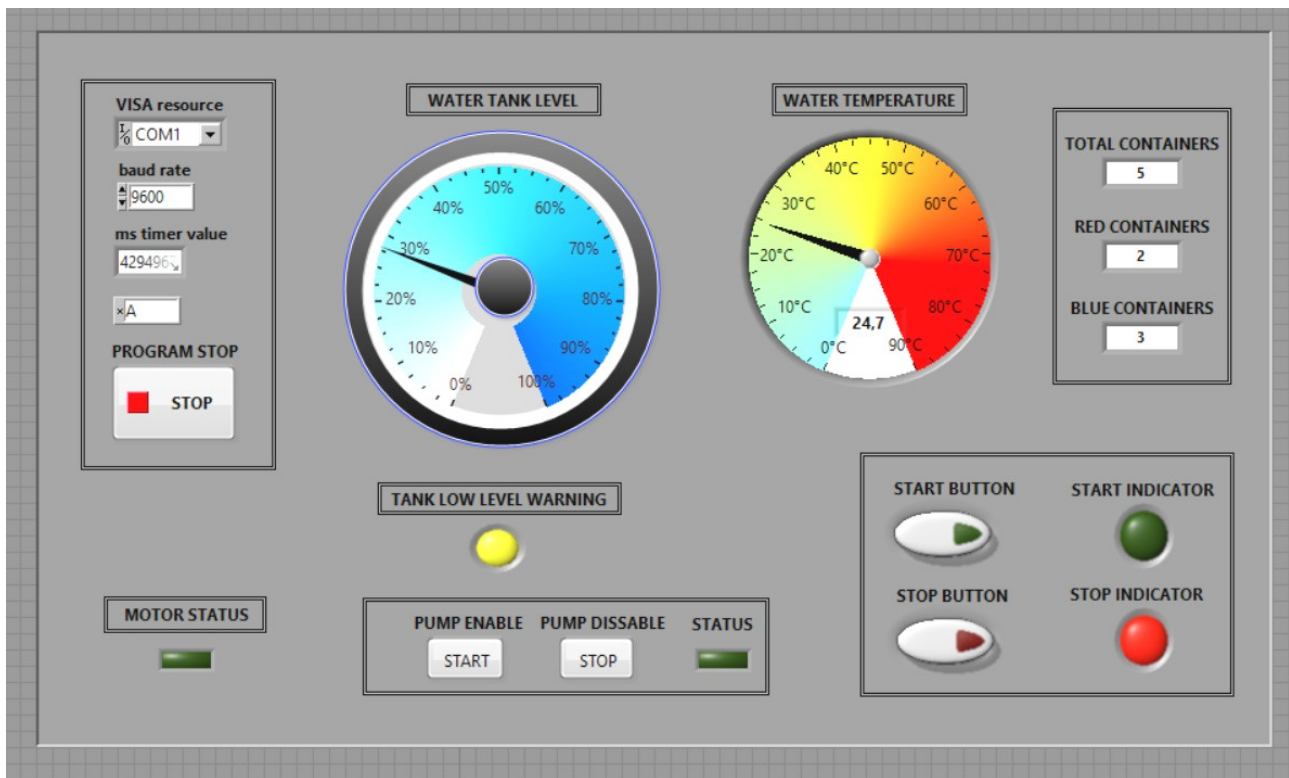 VISA resource
I/O COM1
baud rate
9600
ms timer value
429496
×A
PROGRAM STOP
STOP
WATER TANK LEVEL
0%
10%
20%
30%
40%
50%
60%
70%
80%
90%
100%
WATER TEMPERATURE
0°C
10°C
20°C
30°C
40°C
50°C
60°C
70°C
80°C
90°C
24,7
TOTAL CONTAINERS
5
RED CONTAINERS
2
BLUE CONTAINERS
3
TANK LOW LEVEL WARNING
MOTOR STATUS
PUMP ENABLE PUMP DISSABLE STATUS
START STOP
START BUTTON START INDICATOR
STOP BUTTON STOP INDICATOR